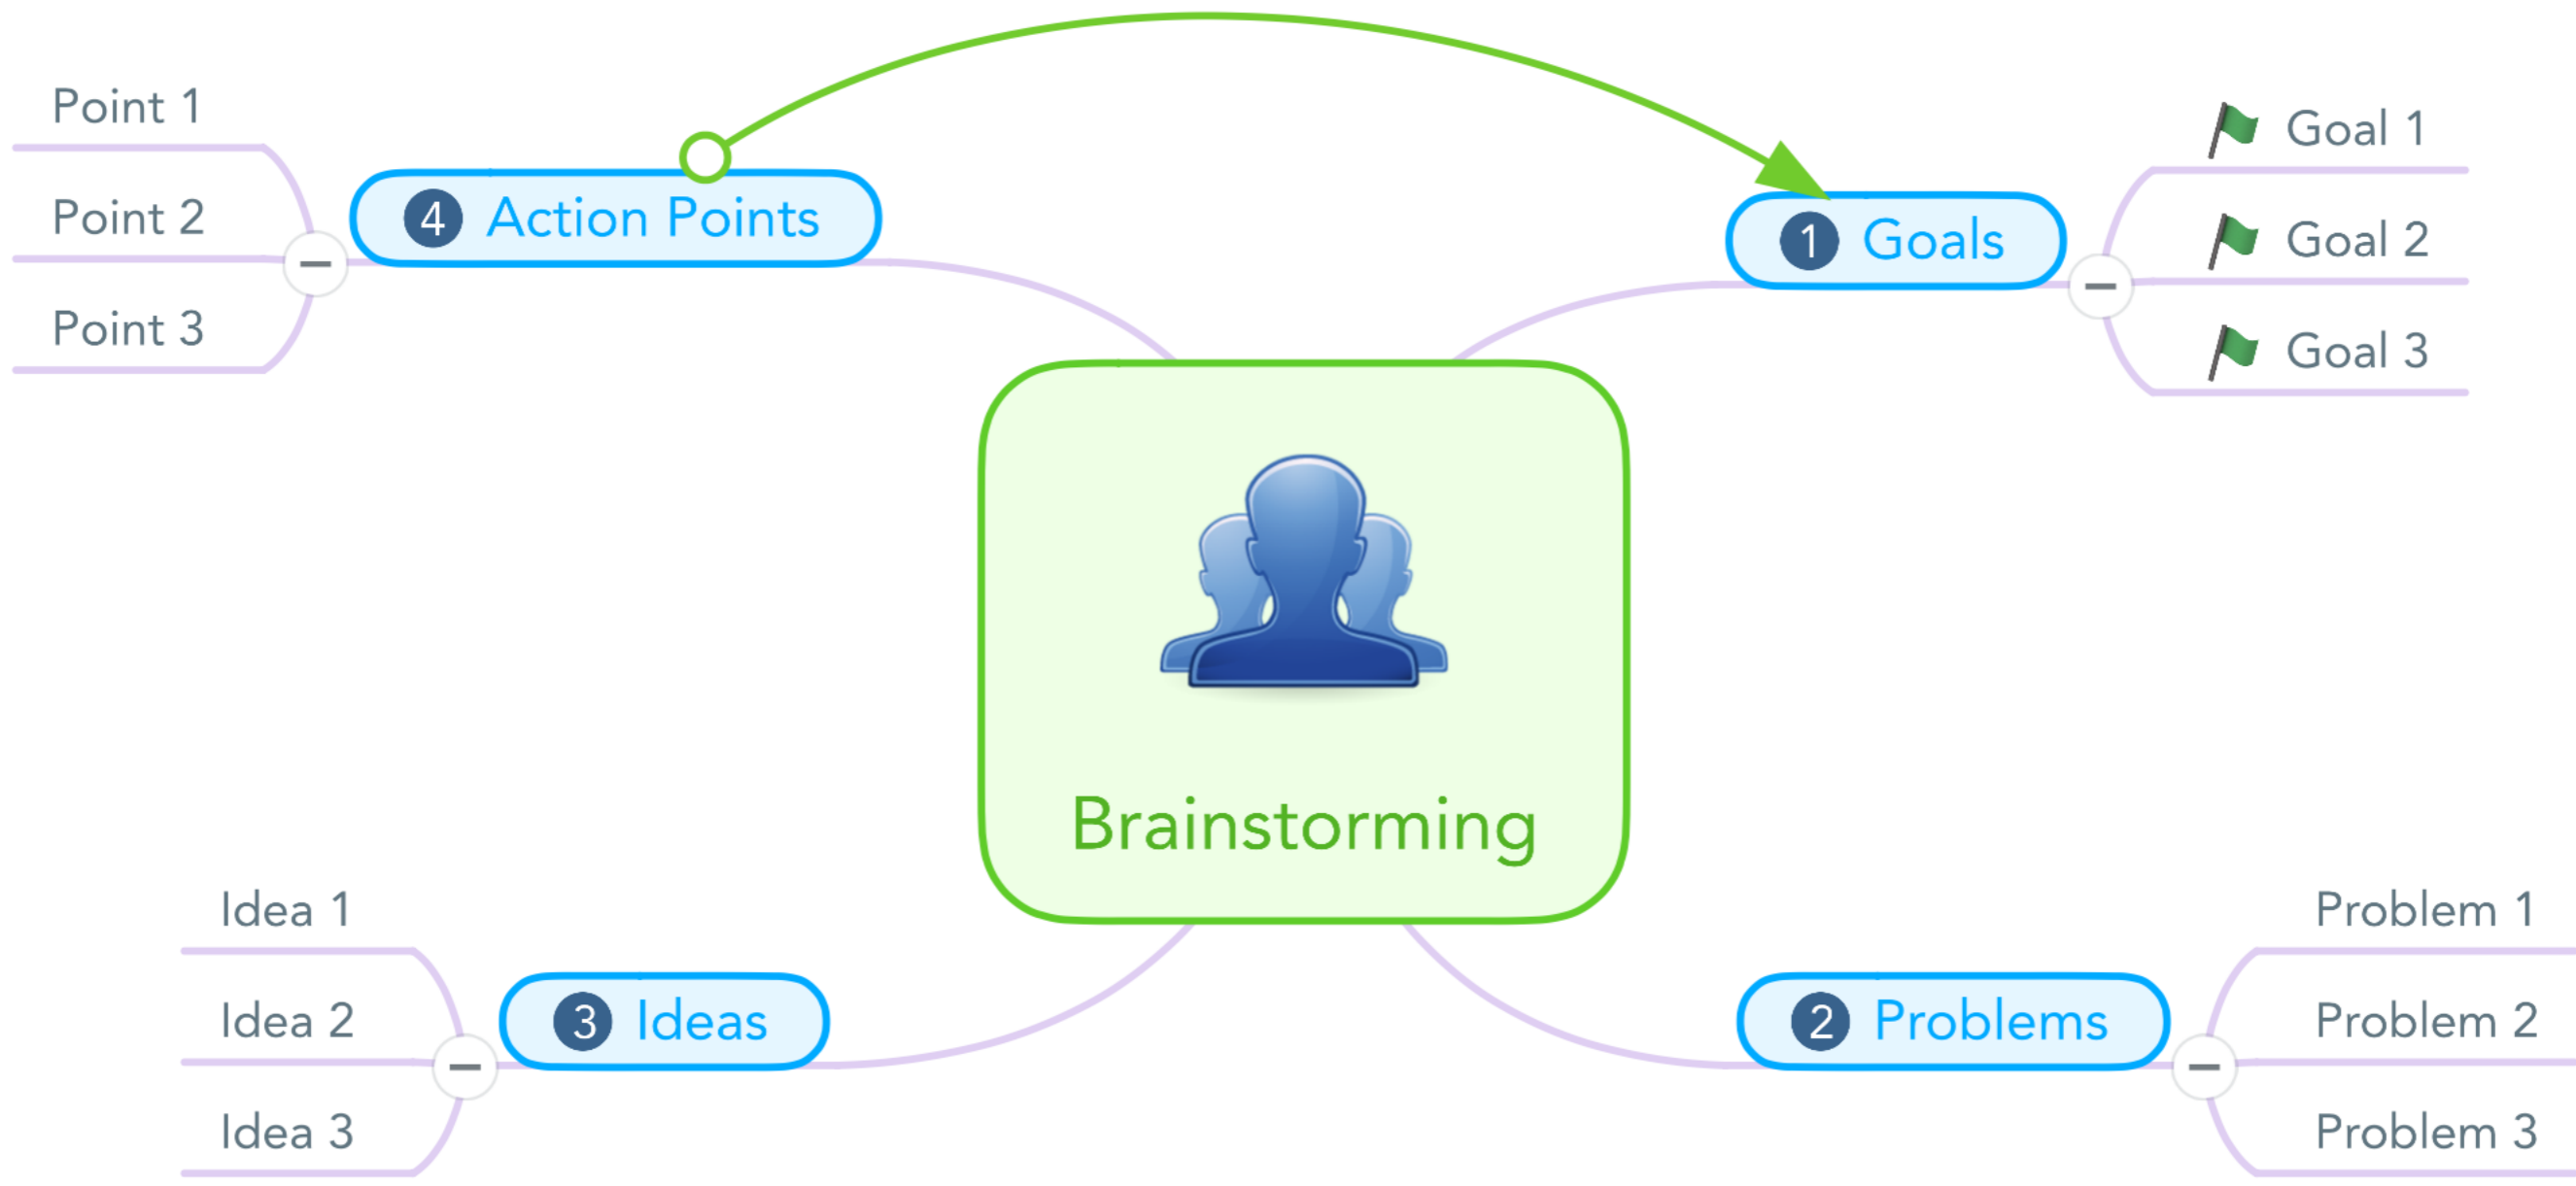 Point 1
Point 2
Point 3
4 Action Points
1 Goals
Goal 1
Goal 2
Goal 3
Brainstorming
Idea 1
Idea 2
Idea 3
3 Ideas
2 Problems
Problem 1
Problem 2
Problem 3